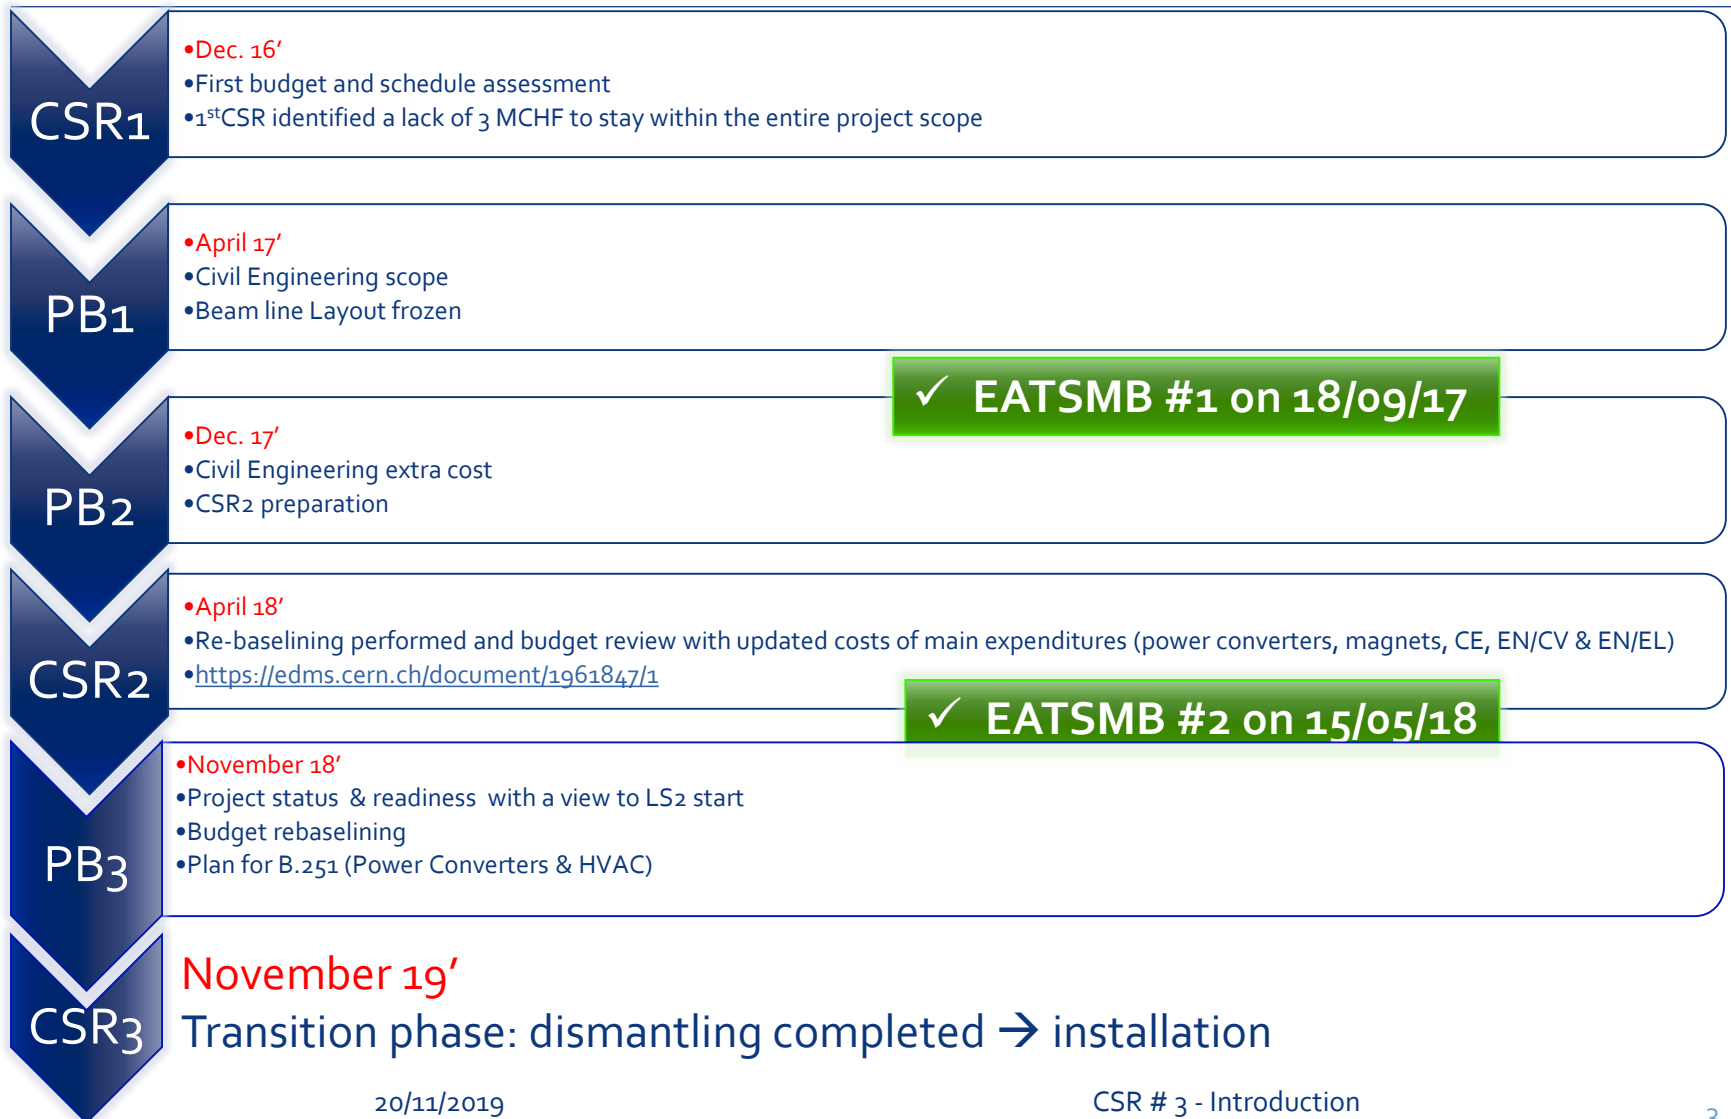 CSR1
•Dec. 16’
•First budget and schedule assessment
•1stCSR identified a lack of 3 MCHF to stay within the entire project scope
PB1
•April 17’
•Civil Engineering scope
•Beam line Layout frozen
✓ EATSMB #1 on 18/09/17
PB2
•Dec. 17’
•Civil Engineering extra cost
•CSR2 preparation
CSR2
•April 18’
•Re-baselining performed and budget review with updated costs of main expenditures (power converters, magnets, CE, EN/CV & EN/EL)
•https://edms.cern.ch/document/1961847/1
✓ EATSMB #2 on 15/05/18
PB3
•November 18’
•Project status & readiness with a view to LS2 start
•Budget rebaselining
•Plan for B.251 (Power Converters & HVAC)
CSR3
November 19’
Transition phase: dismantling completed → installation
20/11/2019
CSR # 3 - Introduction
3